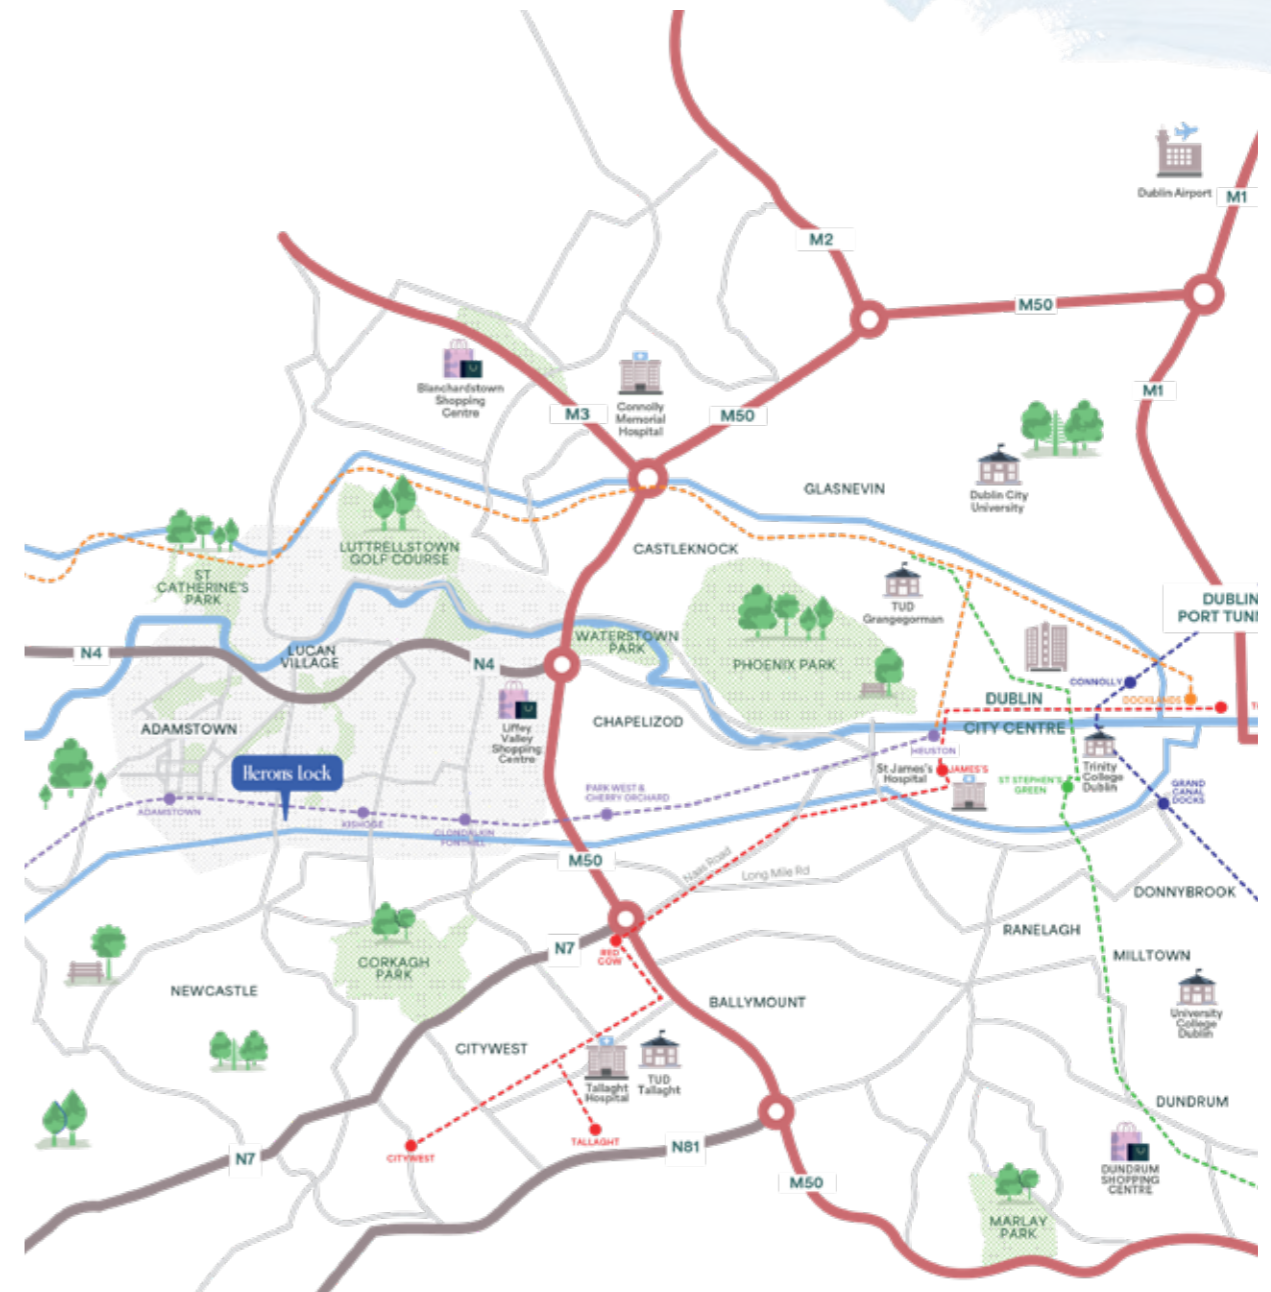 Dublin Airport
M1
M2
M50
Blanchardstown
Shopping
Centre
Connolly
Memorial
Hospital
M3
M50
M1
GLASNEVIN
Dublin City
University
CASTLEKNOCK
LUTTRELLSTOWN
GOLF COURSE
ST
CATHERINE'S
PARK
TUD
Grangegorman
DUBLIN
PORT TUNN
WATERSTOWN
PARK
PHOENIX PARK
LUCAN
VILLAGE
N4
N4
CONNOLLY
DOCKLANDS
DUBLIN
CITY CENTRE
ADAMSTOWN
Liffey
Valley
Shopping
Centre
CHAPELIZOD
HEUSTON
Trinity
College
Dublin
Herons Lock
St James's
Hospital
JAMES'S
ST STEPHEN'S
GREEN
GRAND
CANAL
DOCKS
PARK WEST &
CHERRY ORCHARD
ADAMSTOWN
KISHOGE
CLONDALKIN
FONTHILL
M50
Naas Road
Long Mile Rd
DONNYBROOK
RANELAGH
N7
RED
COW
MILLTOWN
CORKAGH
PARK
NEWCASTLE
BALLYMOUNT
University
College
Dublin
CITYWEST
Tallaght
Hospital
TUD
Tallaght
DUNDRUM
TALLAGHT
CITYWEST
N7
N81
M50
DUNDRUM
SHOPPING
CENTRE
MARLAY
PARK